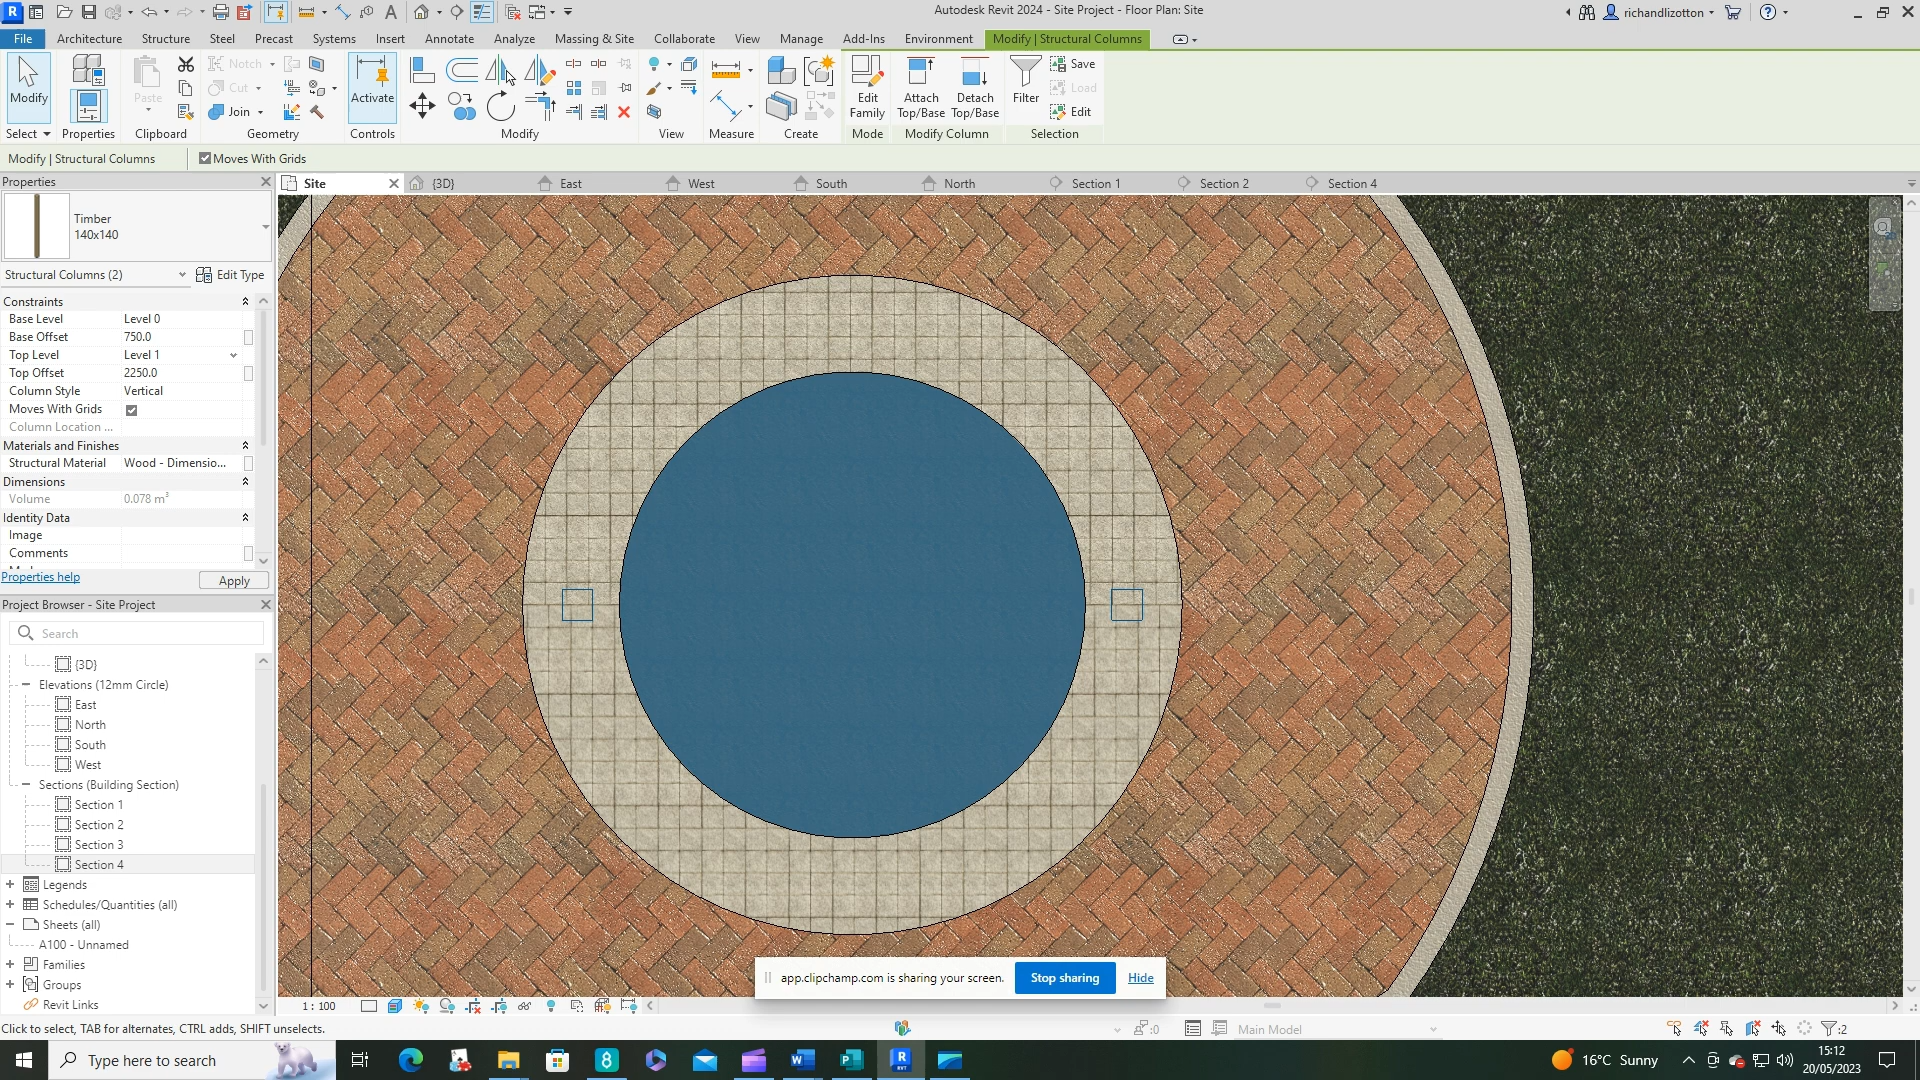 Autodesk Revit 2024 - Site Project - Floor Plan: Site
richandlizotton
File
Architecture
Structure
Steel
Precast
Systems
Insert
Annotate
Analyze
Massing & Site
Collaborate
View
Manage
Add-Ins
Environment
Modify | Structural Columns
Modify
Paste
Notch
Cut
Join
Activate
Edit Family
Attach Top/Base
Detach Top/Base
Filter
Save
Load
Edit
Select
Properties
Clipboard
Geometry
Controls
Modify
View
Measure
Create
Mode
Modify Column
Selection
Modify | Structural Columns
Moves With Grids
Properties
Site
{3D}
East
West
South
North
Section 1
Section 2
Section 4
Timber
140x140
Structural Columns (2)
Edit Type
Constraints
Base Level Level 0
Base Offset 750.0
Top Level Level 1
Top Offset 2250.0
Column Style Vertical
Moves With Grids
Column Location ...
Materials and Finishes
Structural Material Wood - Dimensio...
Dimensions
Volume 0.078 m³
Identity Data
Image
Comments
Properties help
Apply
Project Browser - Site Project
Search
{3D}
Elevations (12mm Circle)
East
North
South
West
Sections (Building Section)
Section 1
Section 2
Section 3
Section 4
Legends
Schedules/Quantities (all)
Sheets (all)
A100 - Unnamed
Families
Groups
Revit Links
app.clipchamp.com is sharing your screen.
Stop sharing
Hide
1 : 100
Click to select, TAB for alternates, CTRL adds, SHIFT unselects.
:0
Main Model
:2
Type here to search
16°C Sunny
15:12
20/05/2023